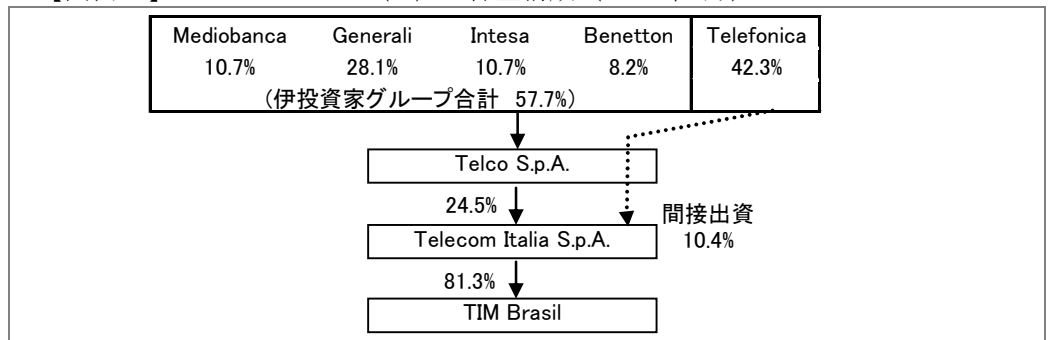 Mediobanca Generali Intesa Benetton Telefonica
10.7% 28.1% 10.7% 8.2% 42.3%
（伊投資家グループ合計 57.7%）
Telco S.p.A.
24.5%
間接出資
Telecom Italia S.p.A. 10.4%
81.3%
TIM Brasil